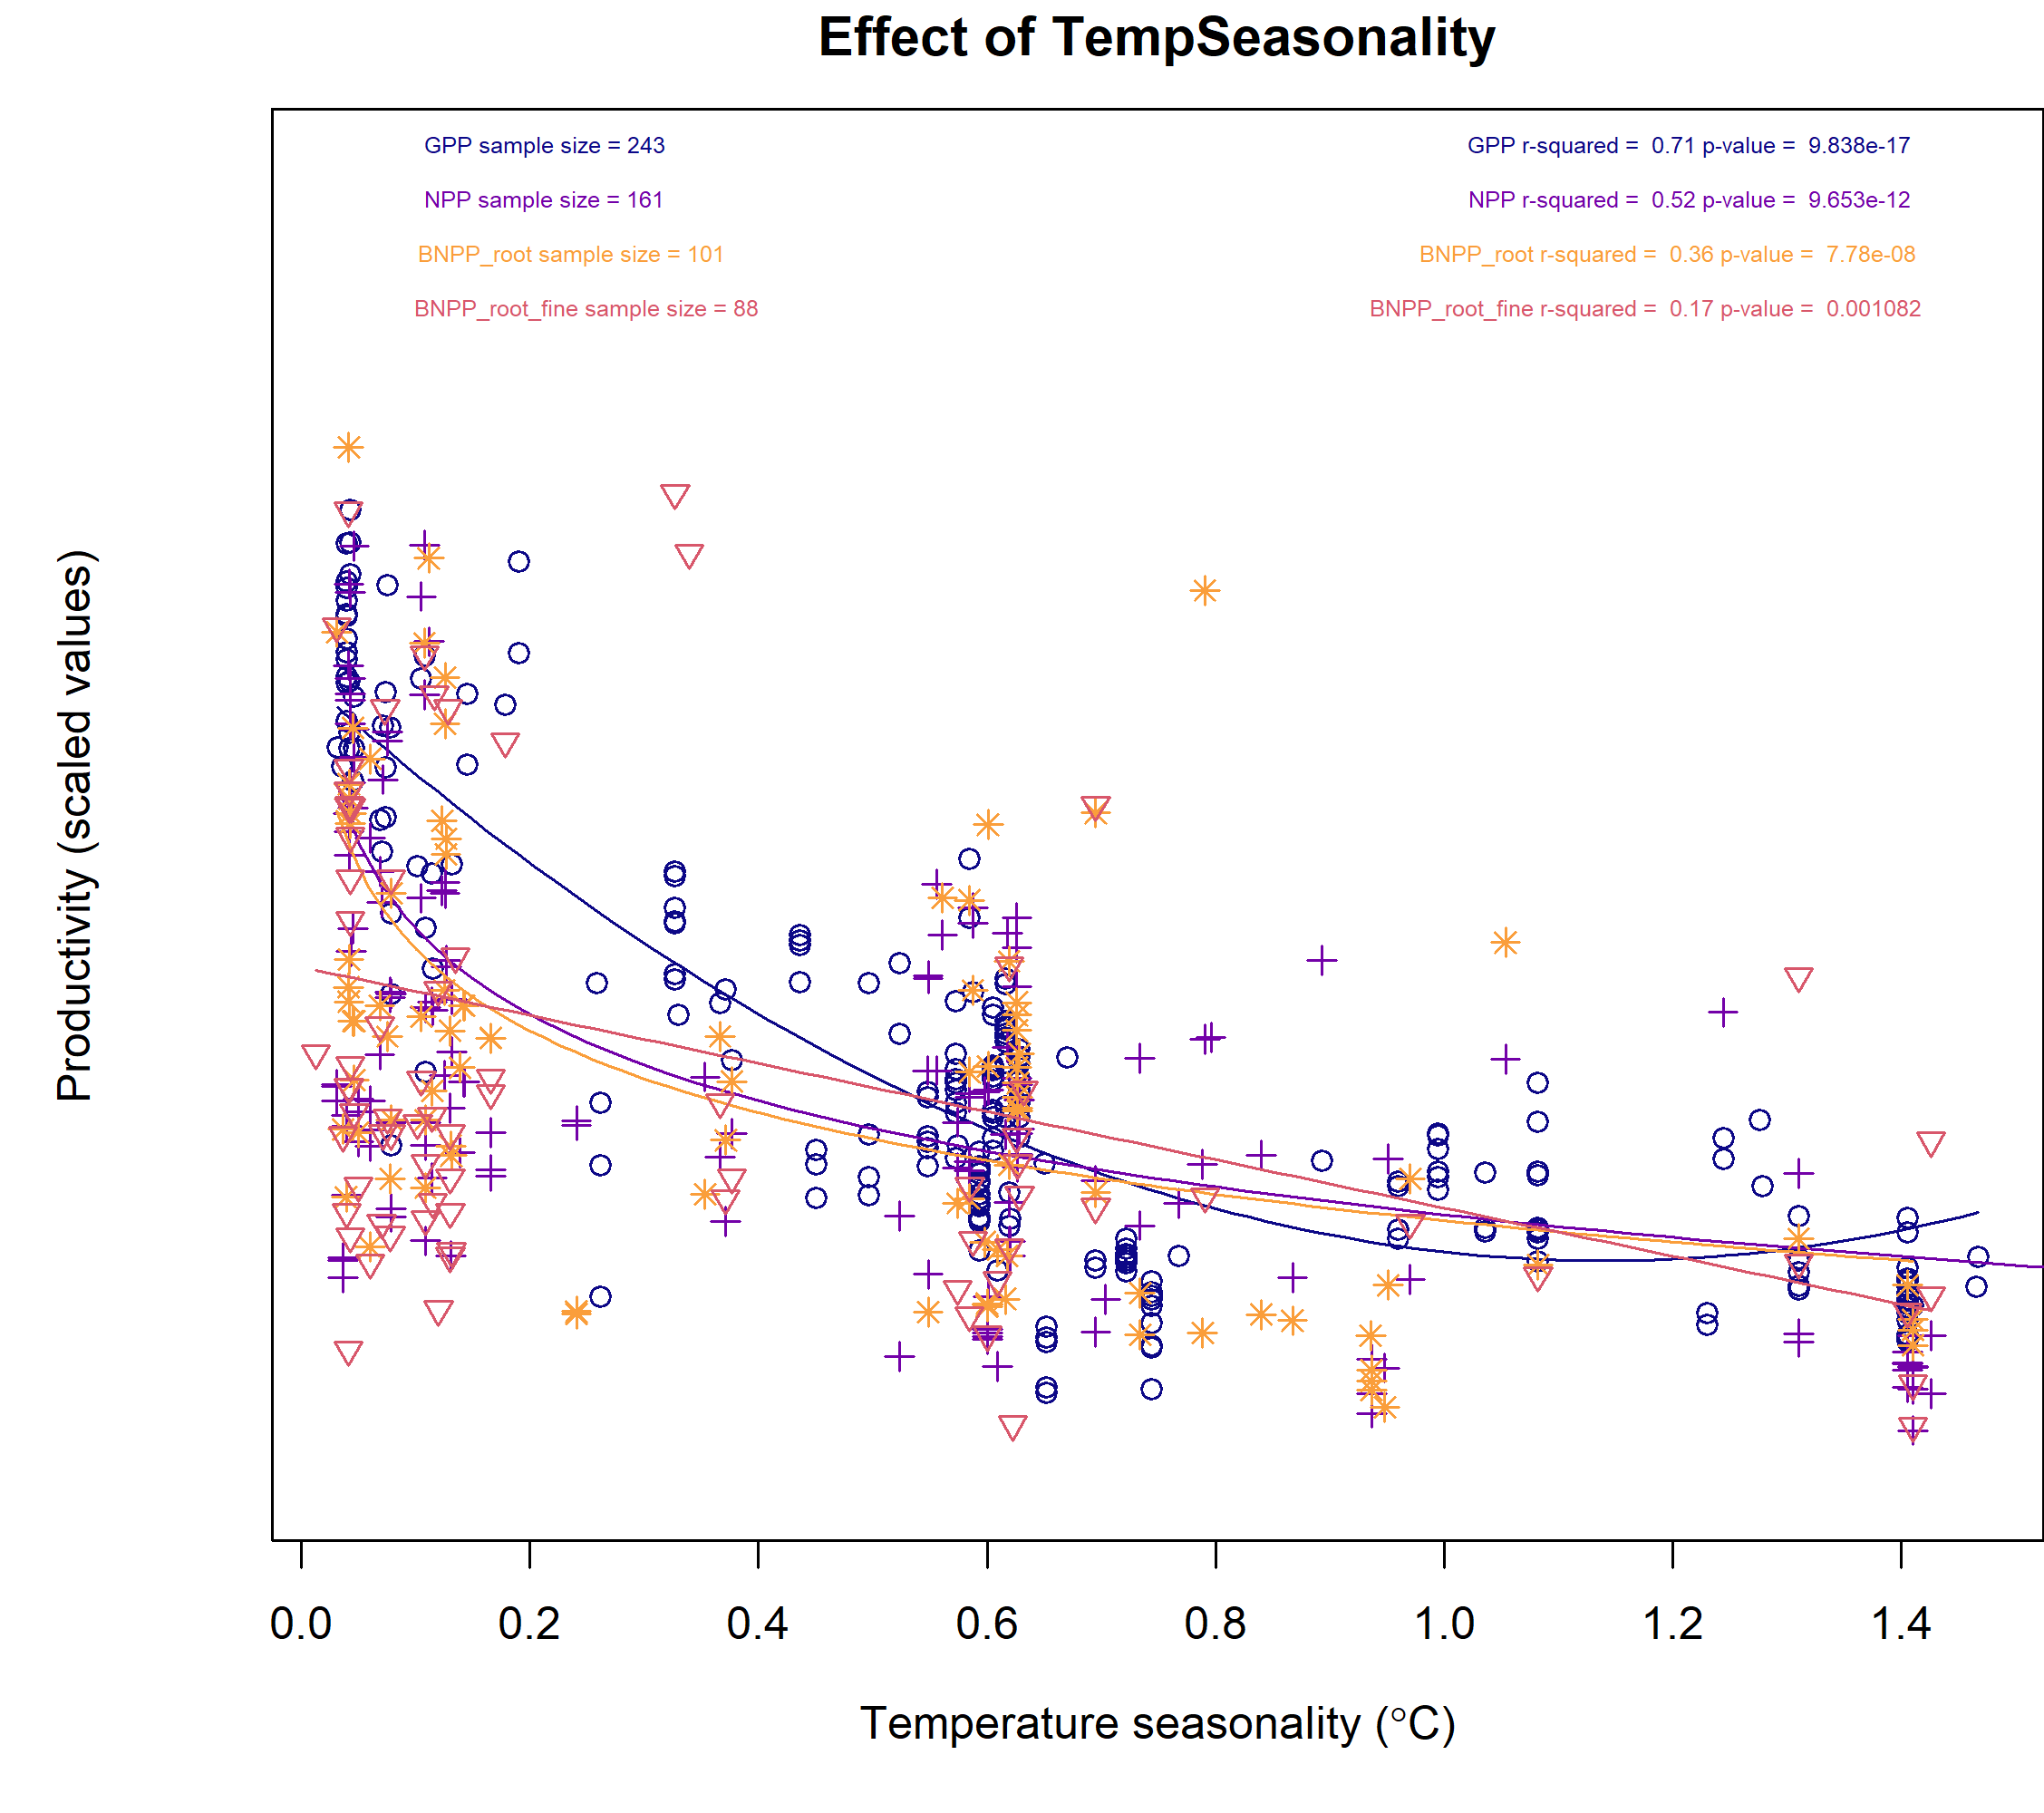 Effect of TempSeasonality
GPP sample size = 243
GPP r-squared =  0.71 p-value =  9.838e-17
NPP sample size = 161
NPP r-squared =  0.52 p-value =  9.653e-12
BNPP_root sample size = 101
BNPP_root r-squared =  0.36 p-value =  7.78e-08
BNPP_root_fine sample size = 88
BNPP_root_fine r-squared =  0.17 p-value =  0.001082
Productivity (scaled values)
0.0 0.2 0.4 0.6 0.8 1.0 1.2 1.4
Temperature seasonality (°C)